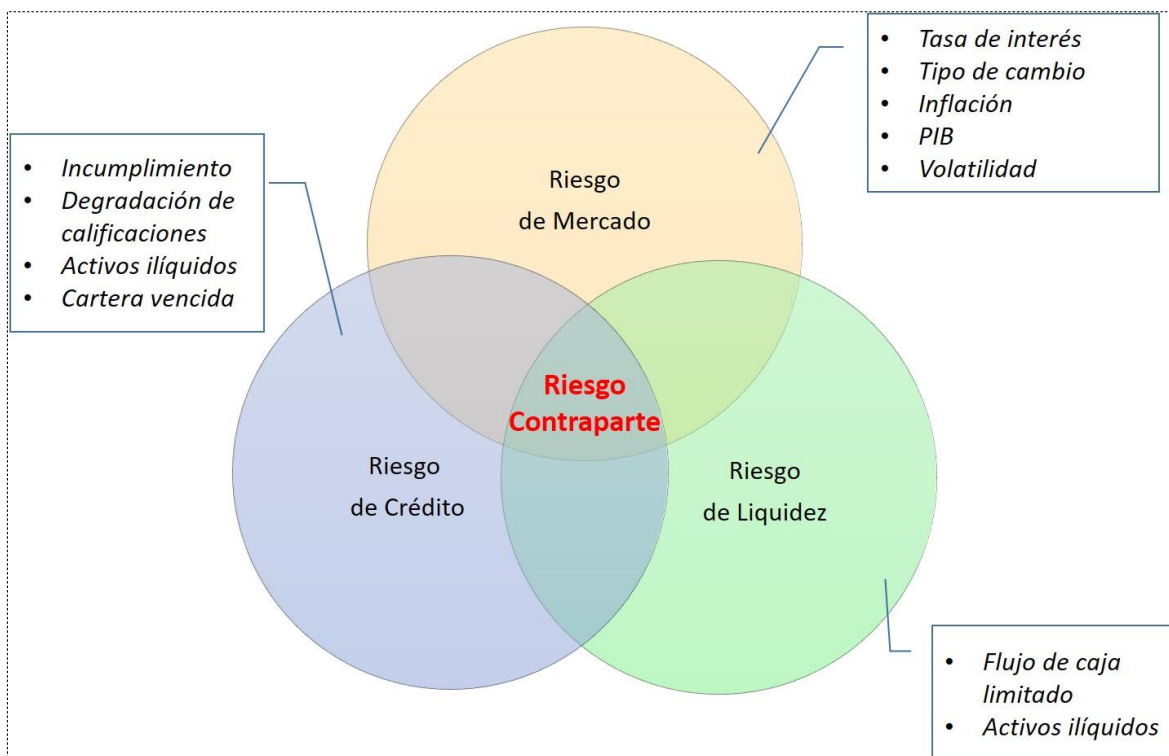 • Tasa de interés
• Tipo de cambio
• Inflación
• PIB
• Volatilidad
• Incumplimiento
• Degradación de
calificaciones
• Activos ilíquidos
• Cartera vencida
Riesgo
de Mercado
Riesgo
Contraparte
Riesgo
de Crédito
Riesgo
de Liquidez
• Flujo de caja
limitado
• Activos ilíquidos